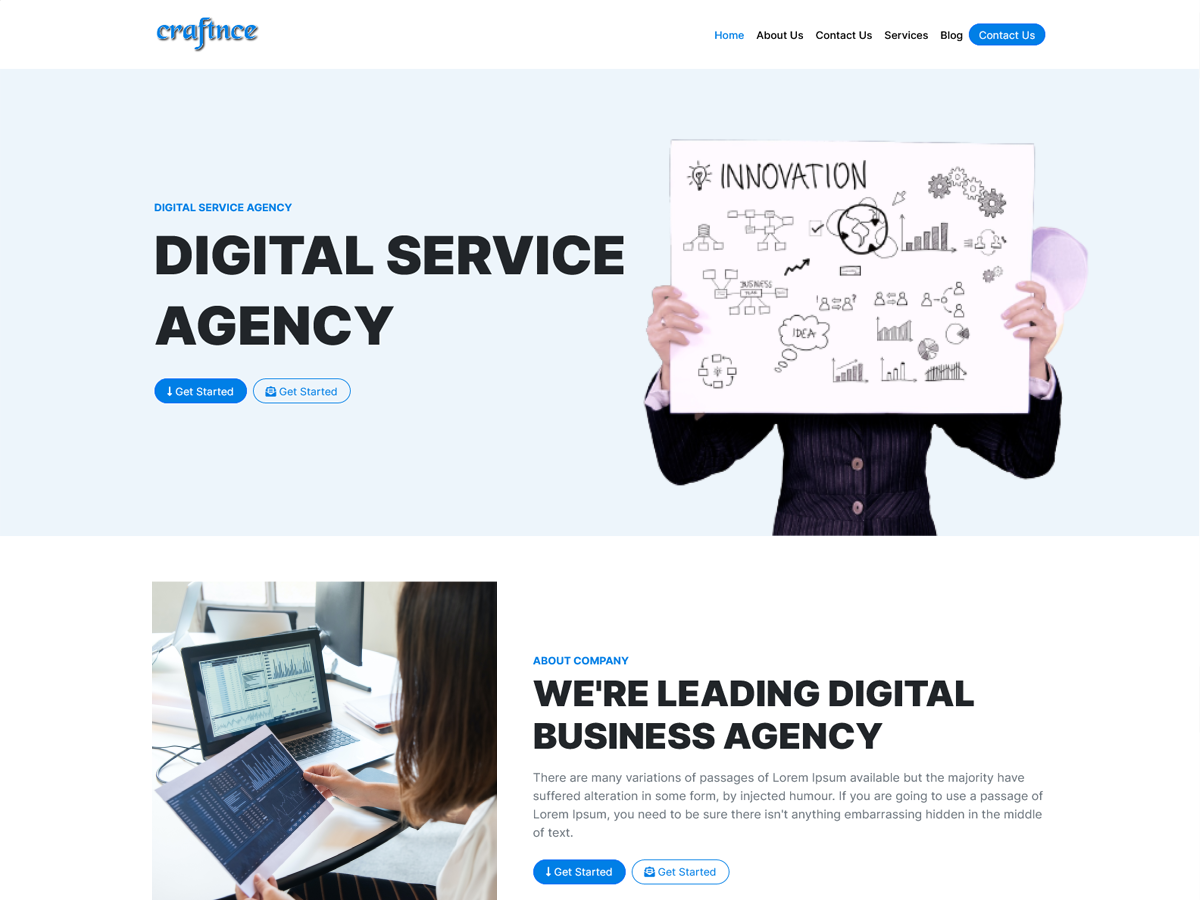 craftnce
Home About Us Contact Us Services Blog Contact Us
DIGITAL SERVICE AGENCY
DIGITAL SERVICE
AGENCY
Get Started Get Started
INNOVATION
BUSINESS
IDEA
ABOUT COMPANY
WE'RE LEADING DIGITAL
BUSINESS AGENCY
There are many variations of passages of Lorem Ipsum available but the majority have
suffered alteration in some form, by injected humour. If you are going to use a passage of
Lorem Ipsum, you need to be sure there isn't anything embarrassing hidden in the middle
of text.
Get Started Get Started